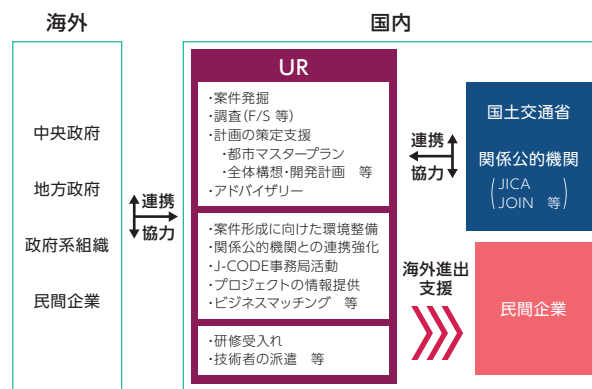 海外
国内
中央政府
地方政府
政府系組織
民間企業
連携
協力
UR
・案件発掘
・調査(F/S 等)
・計画の策定支援
・都市マスタープラン
・全体構想・開発計画 等
・アドバイザリー
・案件形成に向けた環境整備
・関係公的機関との連携強化
・J-CODE事務局活動
・プロジェクトの情報提供
・ビジネスマッチング 等
・研修受入れ
・技術者の派遣 等
連携
協力
国土交通省
関係公的機関
(JICA
JOIN 等)
海外進出
支援
民間企業